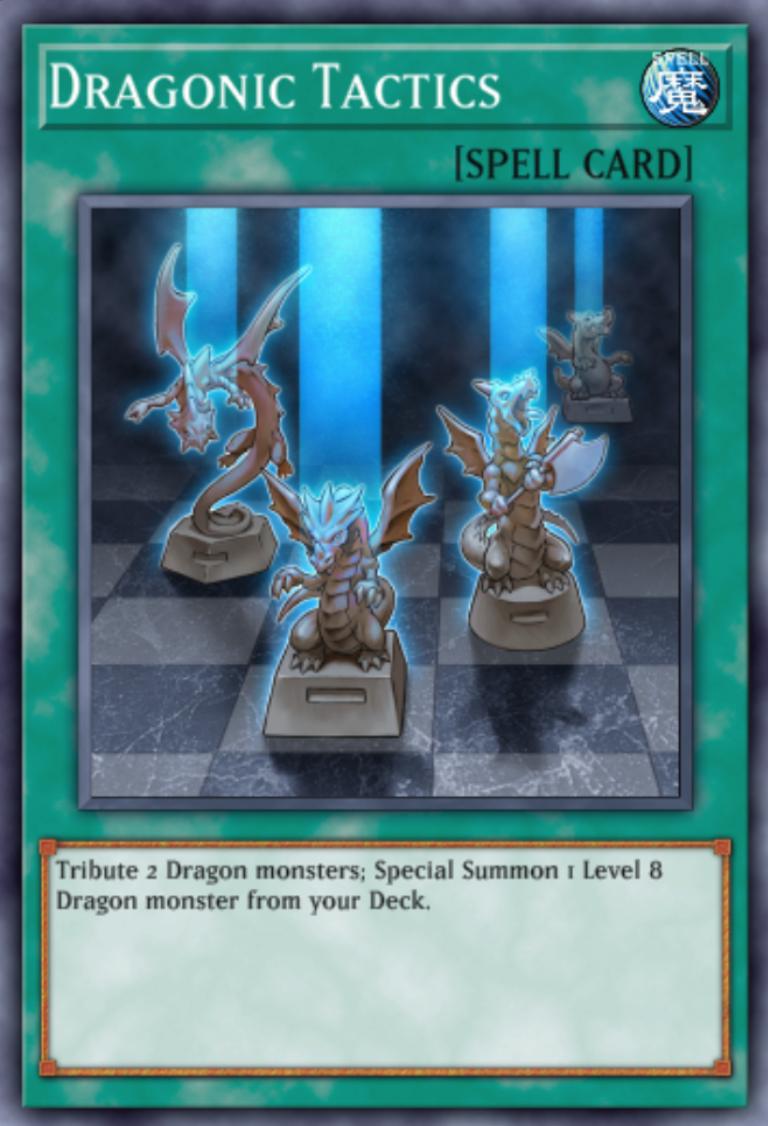 Dragonic Tactics
SPELL
魔
[SPELL CARD]
Tribute 2 Dragon monsters; Special Summon 1 Level 8
Dragon monster from your Deck.